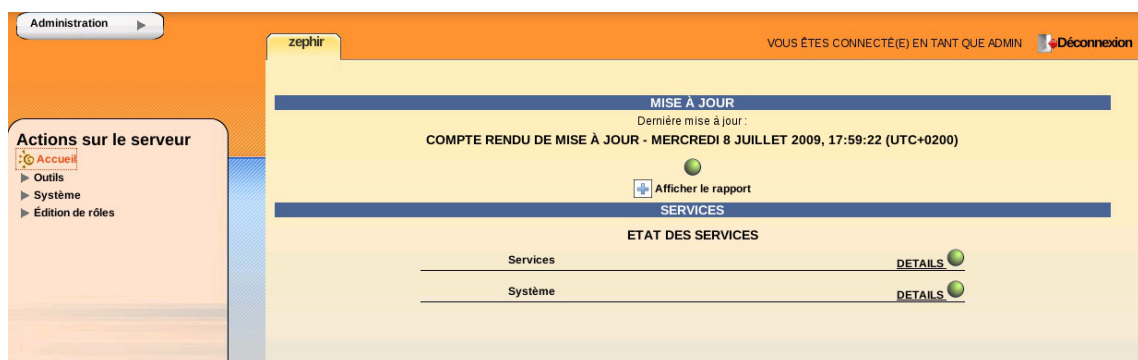 Administration
zephir
VOUS ÊTES CONNECTÉ(E) EN TANT QUE ADMIN
Déconnexion
Actions sur le serveur
Accueil
Outils
Système
Édition de rôles
MISE À JOUR
Dernière mise à jour :
COMPTE RENDU DE MISE À JOUR - MERCREDI 8 JUILLET 2009, 17:59:22 (UTC+0200)
Afficher le rapport
SERVICES
ETAT DES SERVICES
Services DETAILS
Système DETAILS